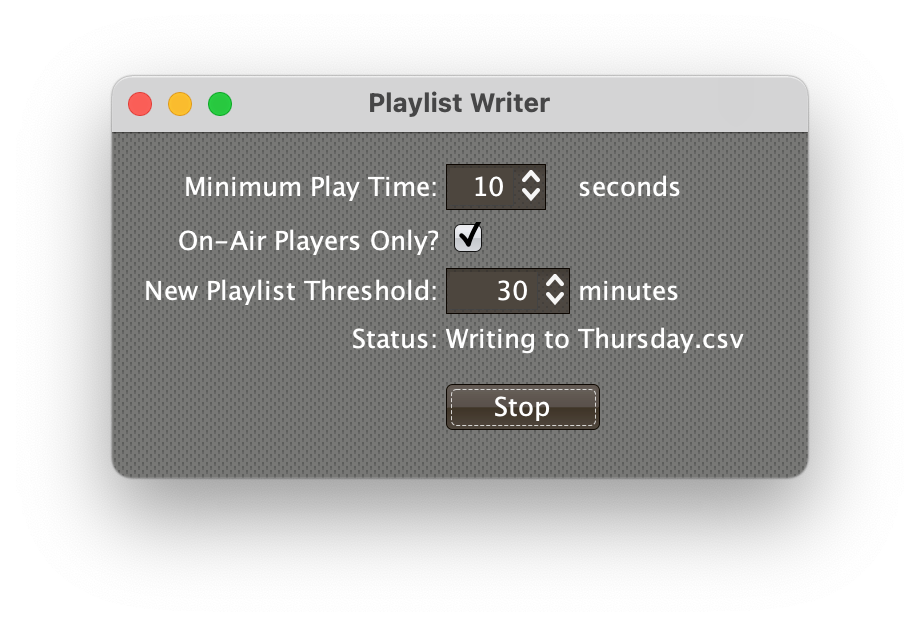 Playlist Writer
Minimum Play Time: 10 seconds
On-Air Players Only?
New Playlist Threshold: 30 minutes
Status: Writing to Thursday.csv
Stop